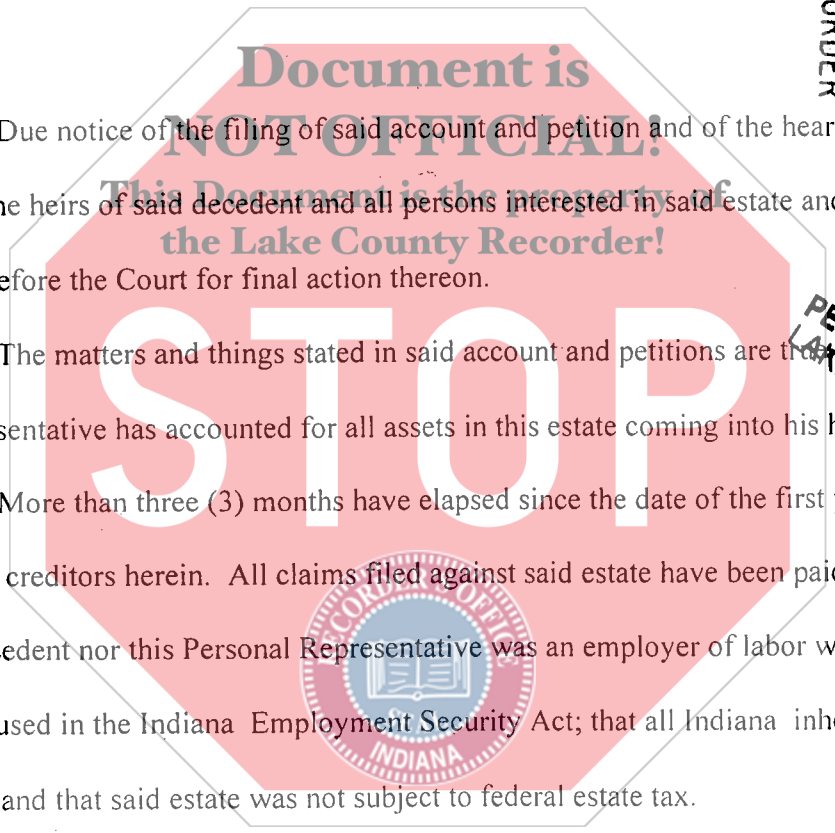 ORDER
Document is
Due notice of the filing of said account and petition and of the hear
NOT OFFICIAL!
This Document is the property of
heirs of said decedent and all persons interested in said estate and
the Lake County Recorder!
before the Court for final action thereon.
The matters and things stated in said account and petitions are
sentative has accounted for all assets in this estate coming into his h
STOP
More than three (3) months have elapsed since the date of the first
creditors herein. All claims filed against said estate have been paid
RECORDER'S OFFICE
edent nor this Personal Representative was an employer of labor w
SEAL
used in the Indiana Employment Security Act; that all Indiana inh
INDIANA
and that said estate was not subject to federal estate tax.